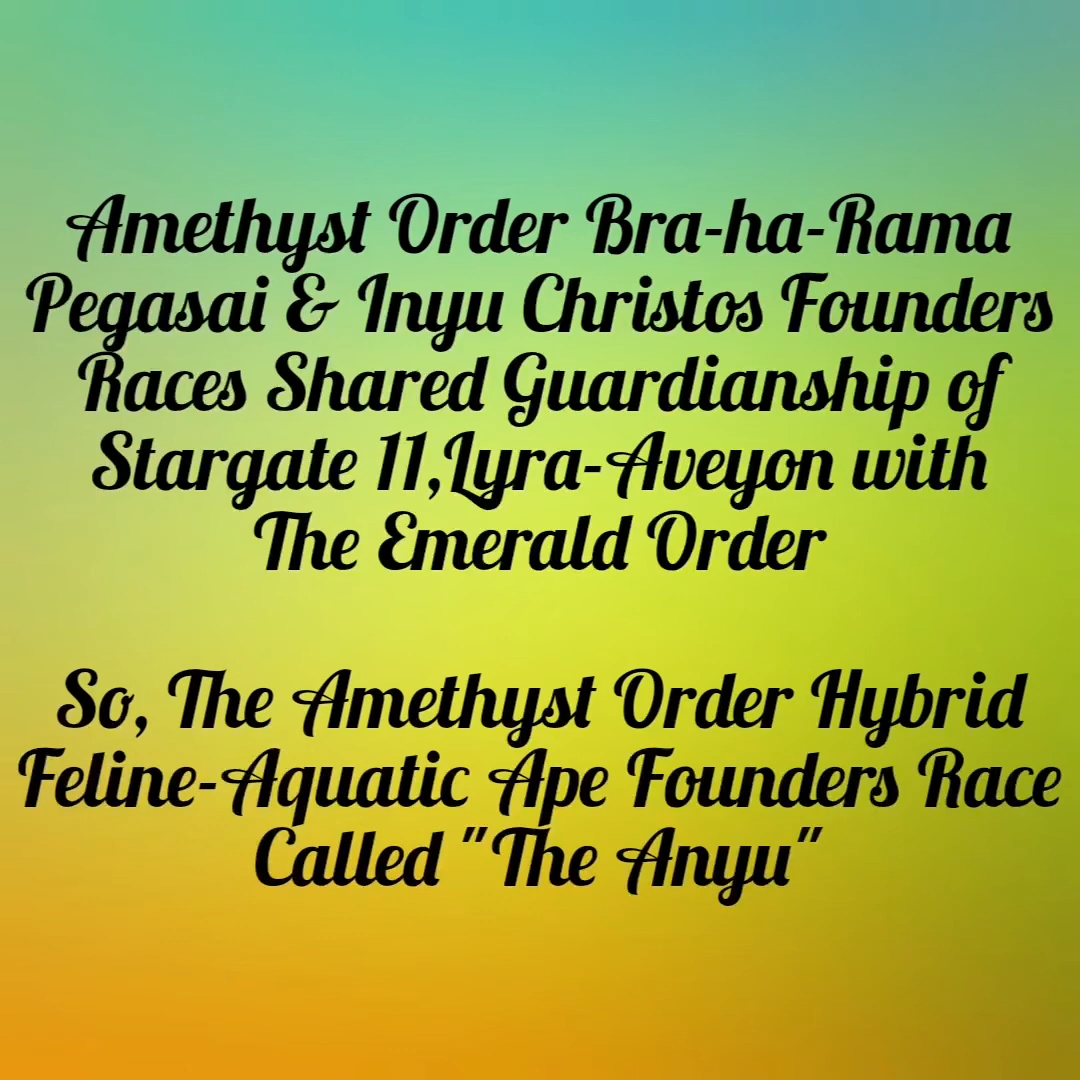 Amethyst Order Bra-ha-Rama
Pegasai & Inyu Christos Founders
Races Shared Guardianship of
Stargate 11,Lyra-Aveyon with
The Emerald Order
So, The Amethyst Order Hybrid
Feline-Aquatic Ape Founders Race
Called "The Anyu"